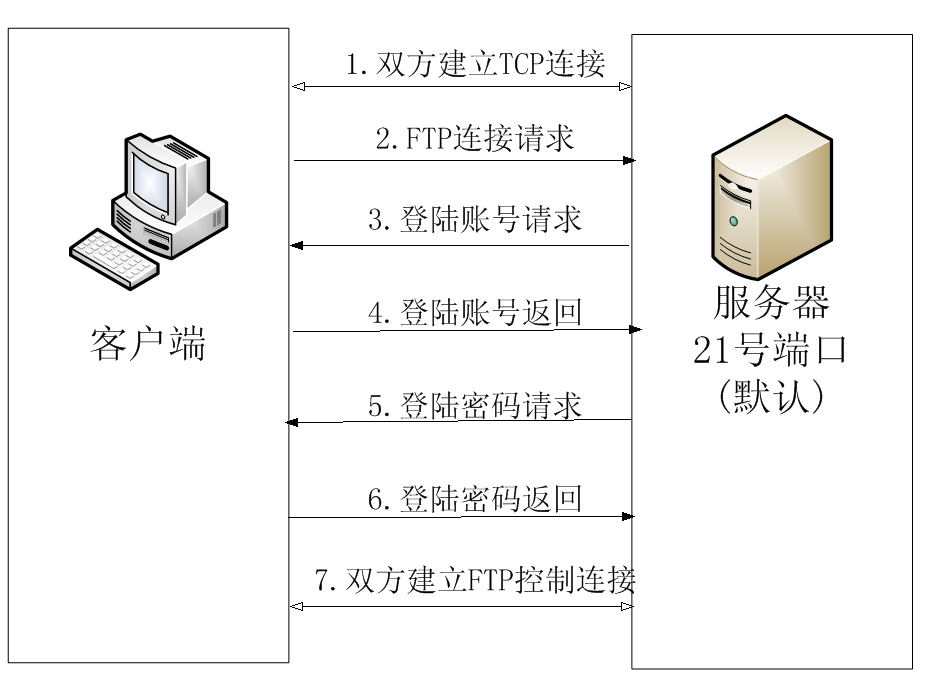 1.双方建立TCP连接
2.FTP连接请求
3.登陆账号请求
4.登陆账号返回
5.登陆密码请求
6.登陆密码返回
7.双方建立FTP控制连接
客户端
服务器
21号端口
(默认)